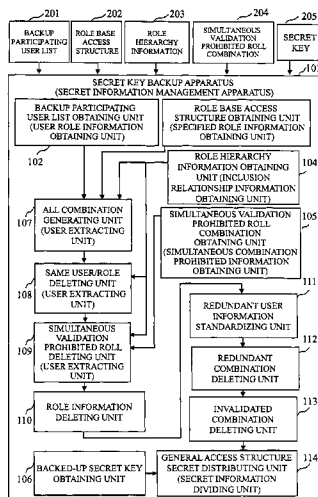 201
202
203
204
205
BACKUP
PARTICIPATING
USER LIST
ROLE BASE
ACCESS
STRUCTURE
ROLE
HIERARCHY
INFORMATION
SIMULTANEOUS
VALIDATION
PROHIBITED ROLL
COMBINATION
SECRET
KEY
101
SECRET KEY BACKUP APPARATUS
(SECRET INFORMATION MANAGEMENT APPARATUS)
BACKUP PARTICIPATING
USER LIST OBTAINING UNIT
(USER ROLE INFORMATION
OBTAINING UNIT)
ROLE BASE ACCESS
STRUCTURE OBTAINING UNIT
(SPECIFIED ROLE INFORMATION
OBTAINING UNIT)
102
103
ROLE HIERARCHY INFORMATION
OBTAINING UNIT (INCLUSION
RELATIONSHIP INFORMATION
OBTAINING UNIT)
104
SIMULTANEOUS VALIDATION
PROHIBITED ROLL
COMBINATION
OBTAINING UNIT
(SIMULTANEOUS COMBINATION
PROHIBITED INFORMATION
OBTAINING UNIT)
105
107
ALL COMBINATION
GENERATING UNIT
(USER EXTRACTING
UNIT)
108
SAME USER/ROLE
DELETING UNIT
(USER EXTRACTING
UNIT)
109
SIMULTANEOUS
VALIDATION
PROHIBITED ROLL
DELETING UNIT
(USER EXTRACTING
UNIT)
110
ROLE INFORMATION
DELETING UNIT
111
REDUNDANT USER
INFORMATION
STANDARDIZING UNIT
112
REDUNDANT
COMBINATION
DELETING UNIT
113
INVALIDATED
COMBINATION
DELETING UNIT
106
BACKED-UP SECRET KEY
OBTAINING UNIT
114
GENERAL ACCESS STRUCTURE
SECRET DISTRIBUTING UNIT
(SECRET INFORMATION
DIVIDING UNIT)